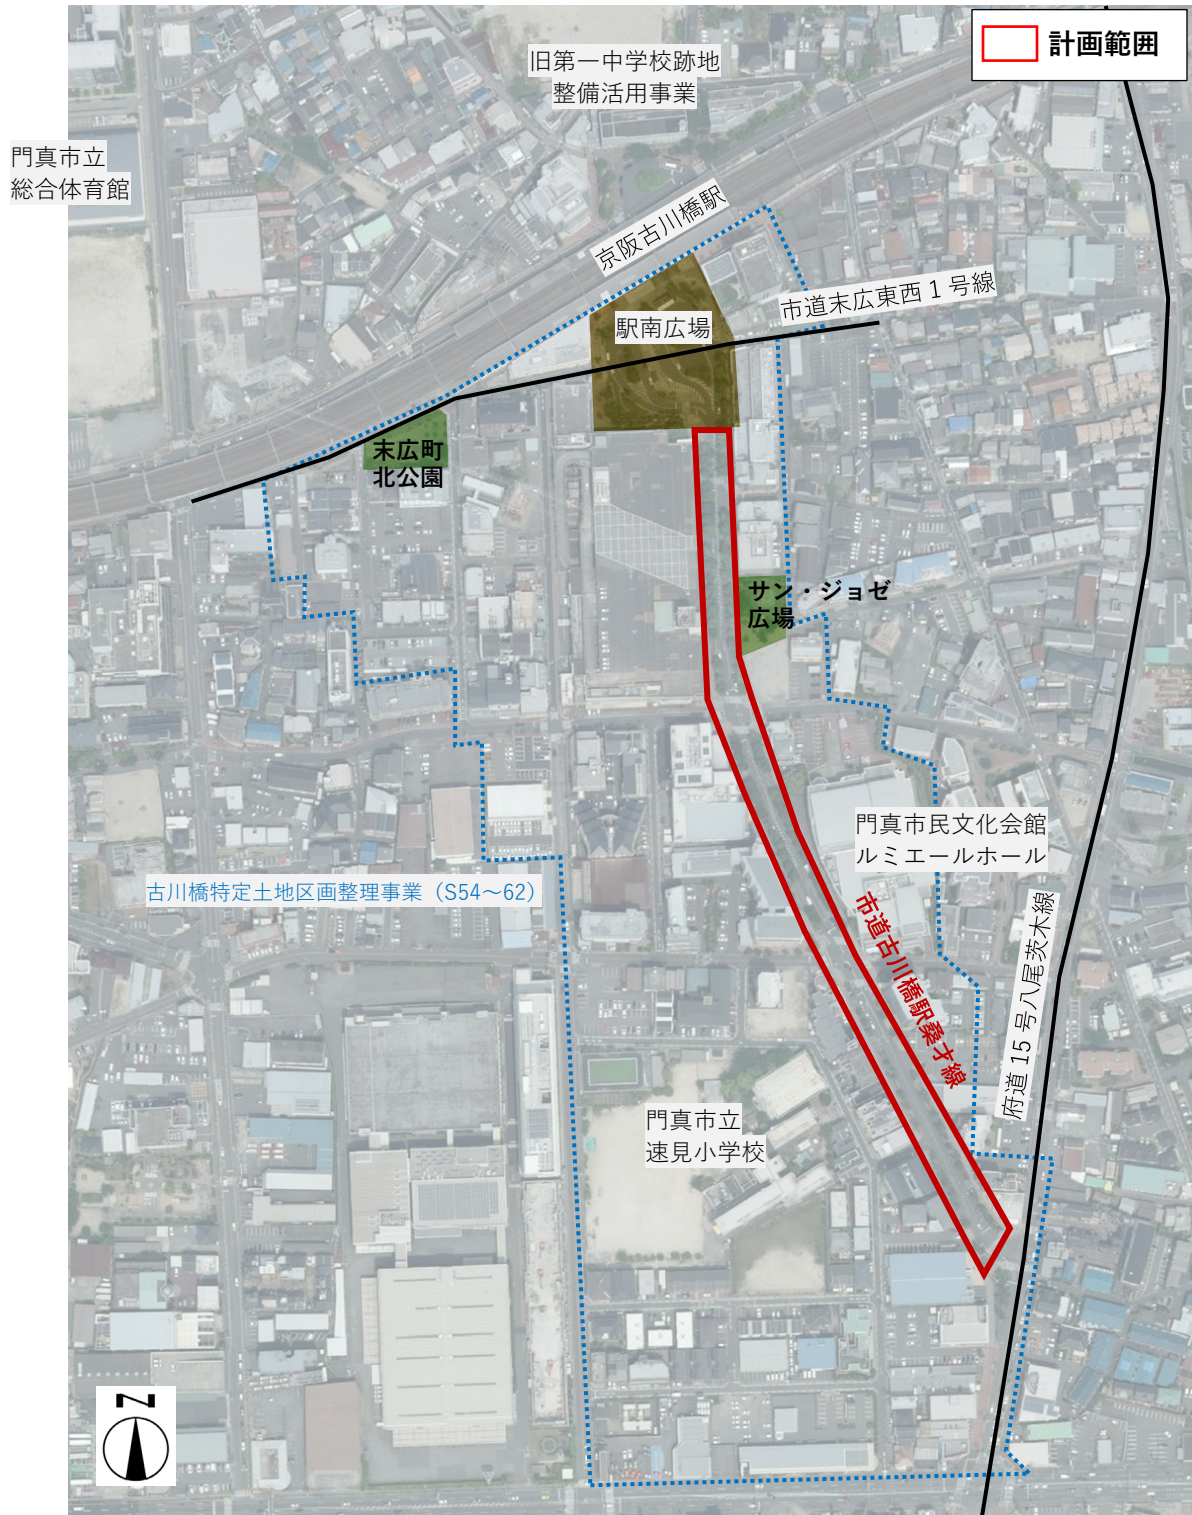 計画範囲
旧第一中学校跡地
整備活用事業
門真市立
総合体育館
京阪古川橋駅
市道末広東西1号線
駅南広場
末広町
北公園
サン・ジョゼ
広場
門真市民文化会館
ルミエールホール
古川橋特定土地区画整理事業（S54～62）
市道古川橋駅桑才線
府道15号八尾茨木線
門真市立
速見小学校
N